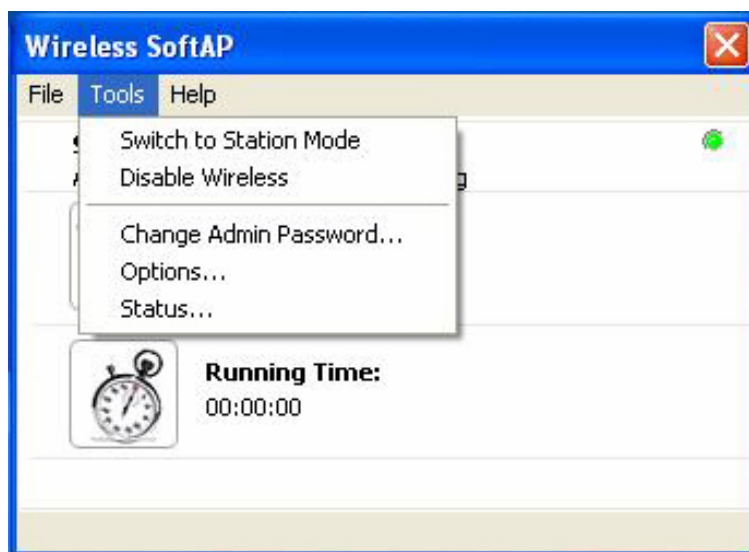 Wireless SoftAP
File Tools Help
Switch to Station Mode
Disable Wireless
Change Admin Password...
Options...
Status...
Running Time:
00:00:00